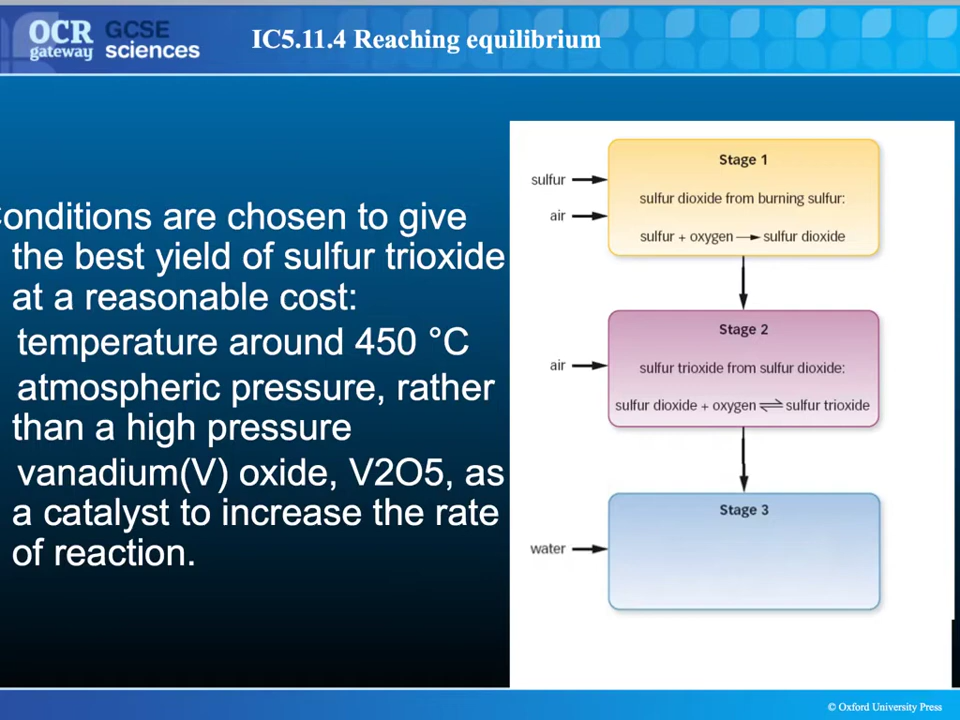 OCR
gateway
GCSE
sciences
IC5.11.4 Reaching equilibrium
Conditions are chosen to give
the best yield of sulfur trioxide
at a reasonable cost:
temperature around 450 °C
atmospheric pressure, rather
than a high pressure
vanadium(V) oxide, V2O5, as
a catalyst to increase the rate
of reaction.
Stage 1
sulfur
sulfur dioxide from burning sulfur:
air
sulfur + oxygen → sulfur dioxide
Stage 2
air
sulfur trioxide from sulfur dioxide:
sulfur dioxide + oxygen ⇌ sulfur trioxide
Stage 3
water
© Oxford University Press